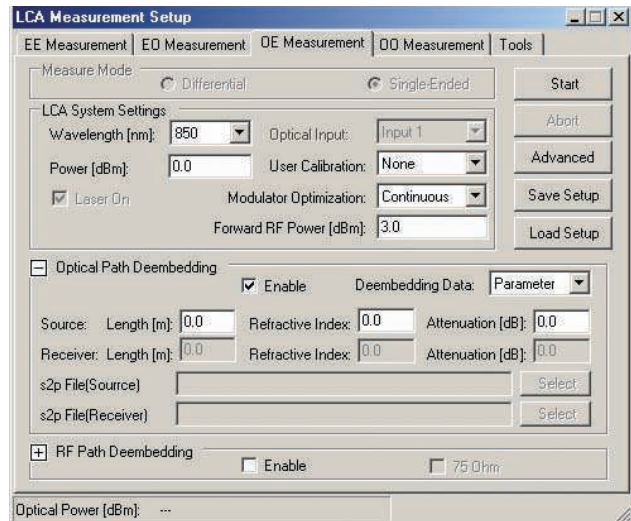 LCA Measurement Setup
EE Measurement EO Measurement OE Measurement OO Measurement Tools
Measure Mode
Differential Single-Ended
Start
LCA System Settings
Abort
Wavelength [nm]: 850 Optical Input: Input 1
Power [dBm]: 0.0 User Calibration: None
Advanced
Laser On Modulator Optimization: Continuous
Save Setup
Forward RF Power [dBm]: 3.0
Load Setup
Optical Path Deembedding
Enable Deembedding Data: Parameter
Source: Length [m]: 0.0 Refractive Index: 0.0 Attenuation [dB]: 0.0
Receiver: Length [m]: 0.0 Refractive Index: 0.0 Attenuation [dB]: 0.0
s2p File(Sourrce) Select
s2p File(Receiver) Select
RF Path Deembedding
Enable 75 Ohm
Optical Power [dBm]: ---